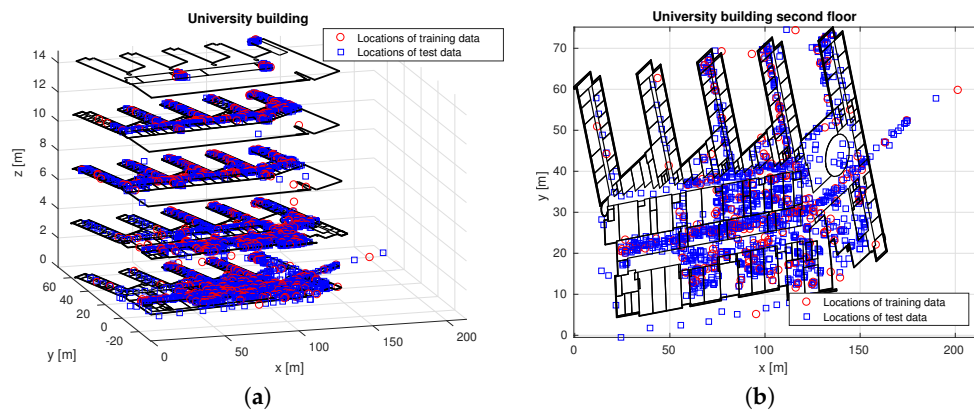 University building
Locations of training data
Locations of test data
14
12
10
8
6
4
2
0
z [m]
60
40
20
0
-20
y [m]
0
50
100
150
200
x [m]
(a)
University building second floor
70
60
50
40
30
20
10
0
y [m]
Locations of training data
Locations of test data
0
50
100
150
200
x [m]
(b)